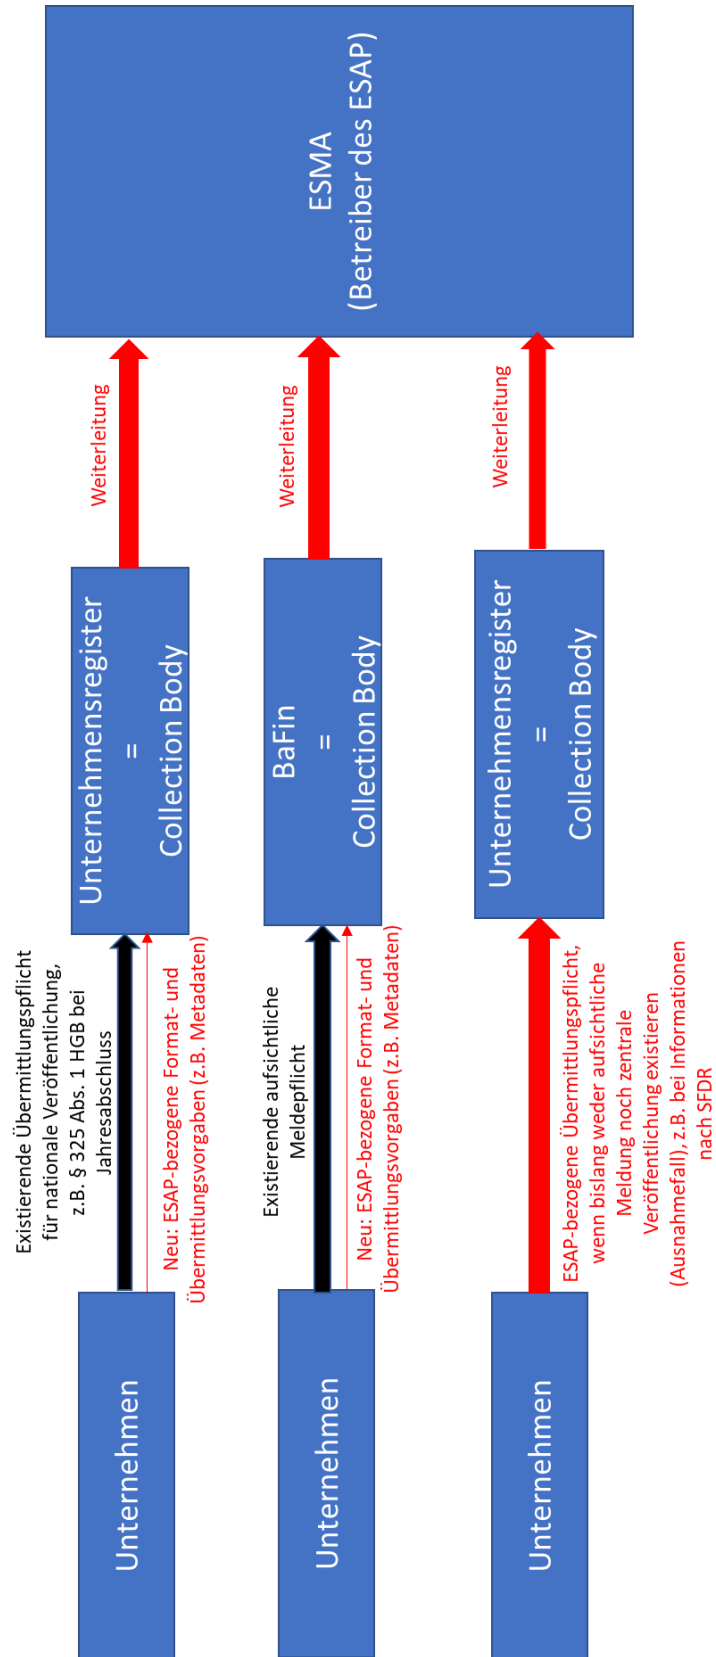 Unternehmen
Existierende Übermittlungspflicht
für nationale Veröffentlichung,
z.B. § 325 Abs. 1 HGB bei
Jahresabschluss
Neu: ESAP-bezogene Format- und
Übermittlungsvorgaben (z.B. Metadaten)
Unternehmensregister
=
Collection Body
Weiterleitung
Unternehmen
Existierende aufsichtliche
Meldepflicht
Neu: ESAP-bezogene Format- und
Übermittlungsvorgaben (z.B. Metadaten)
BaFin
=
Collection Body
Weiterleitung
Unternehmen
ESAP-bezogene Übermittlungspflicht,
wenn bislang weder aufsichtliche
Meldung noch zentrale
Veröffentlichung existieren
(Ausnahmefall), z.B. bei Informationen
nach SFDR
Unternehmensregister
=
Collection Body
Weiterleitung
ESMA
(Betreiber des ESAP)